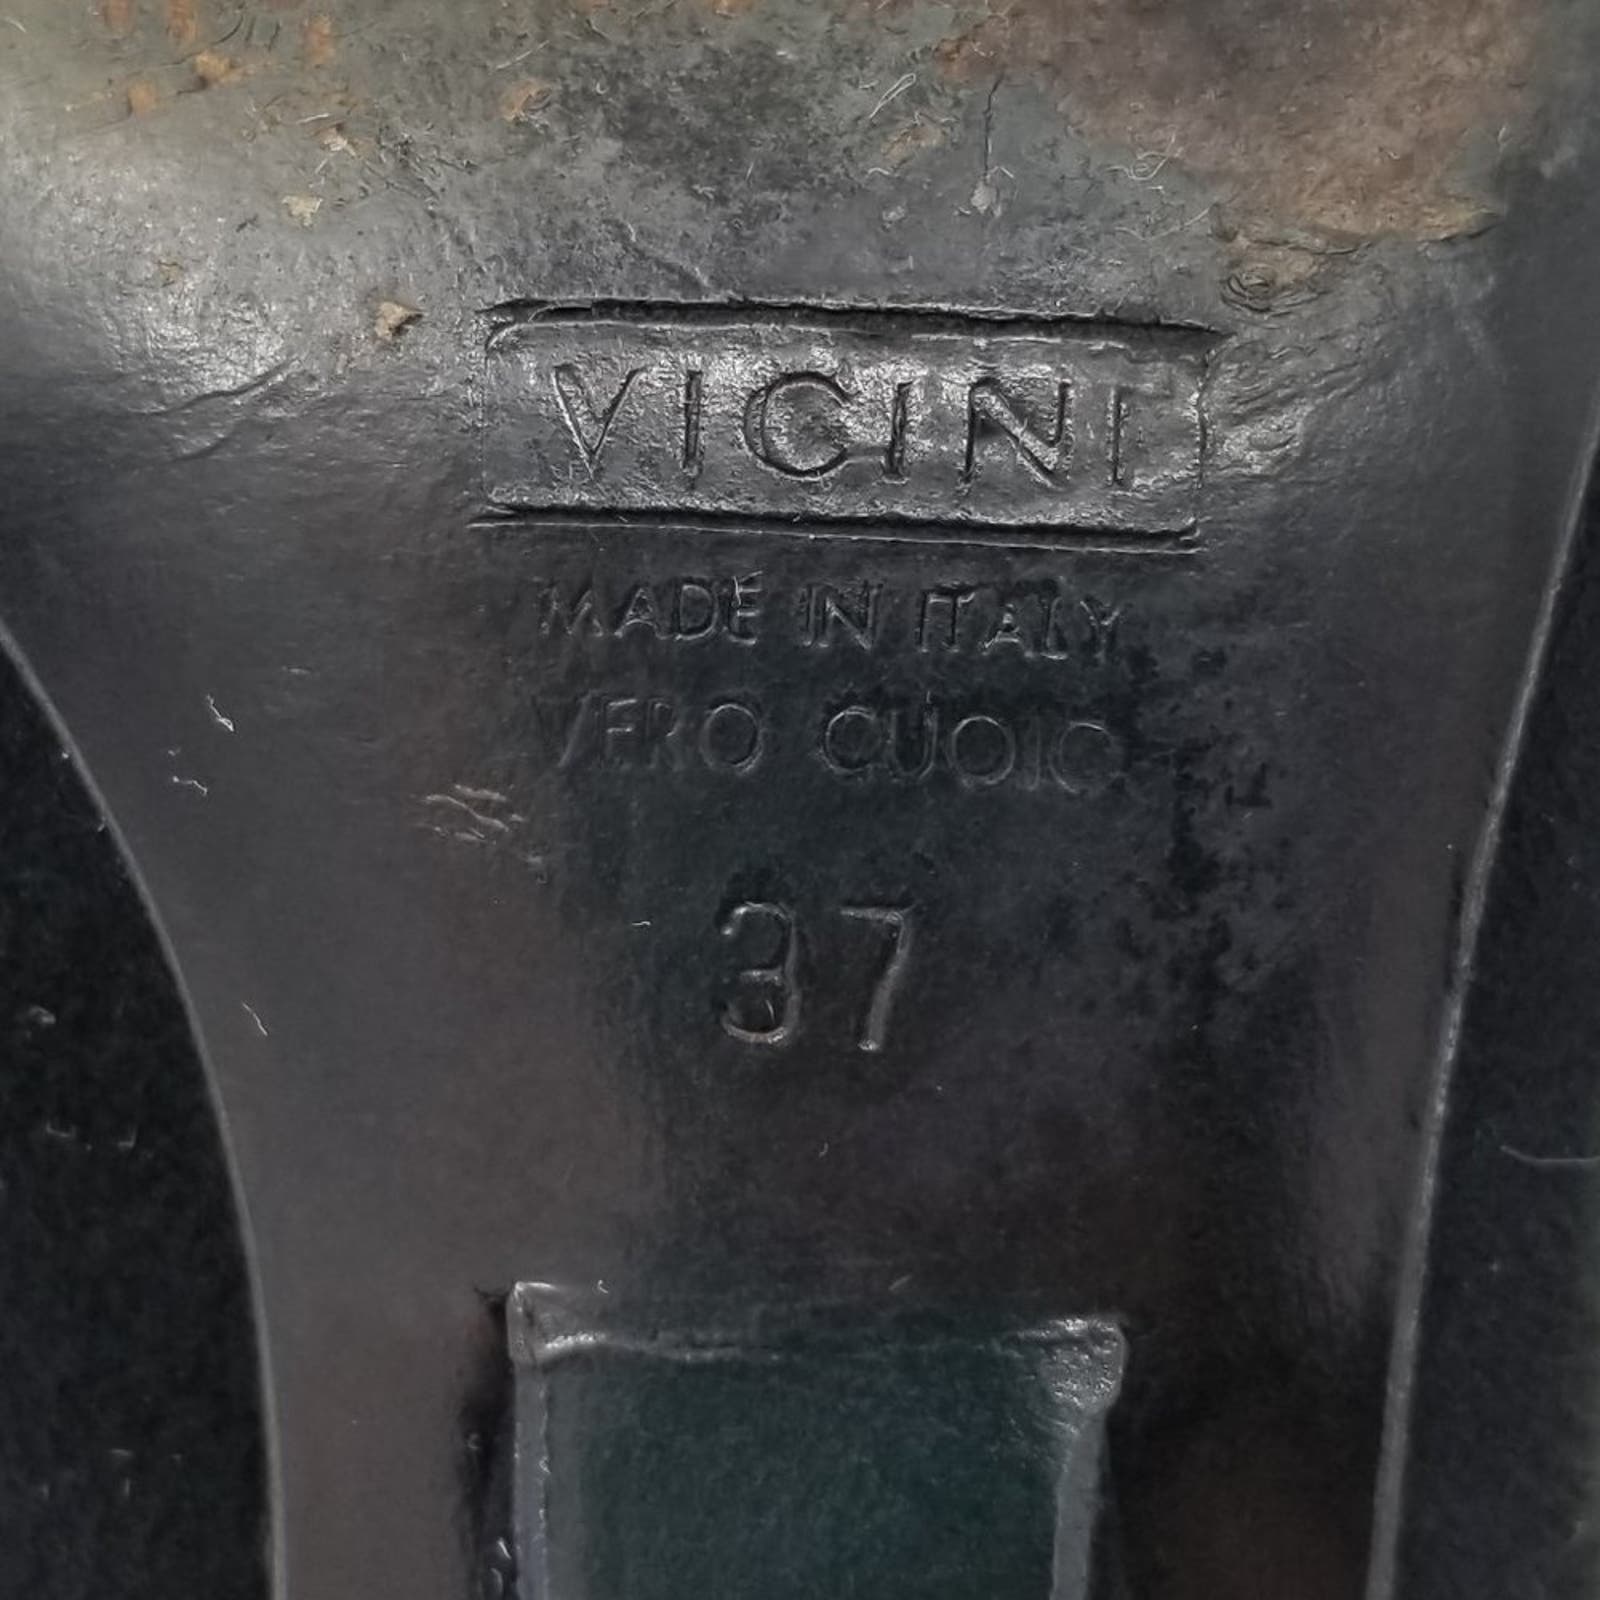 VICINI
MADE IN ITALY
VERO CUOIO
37